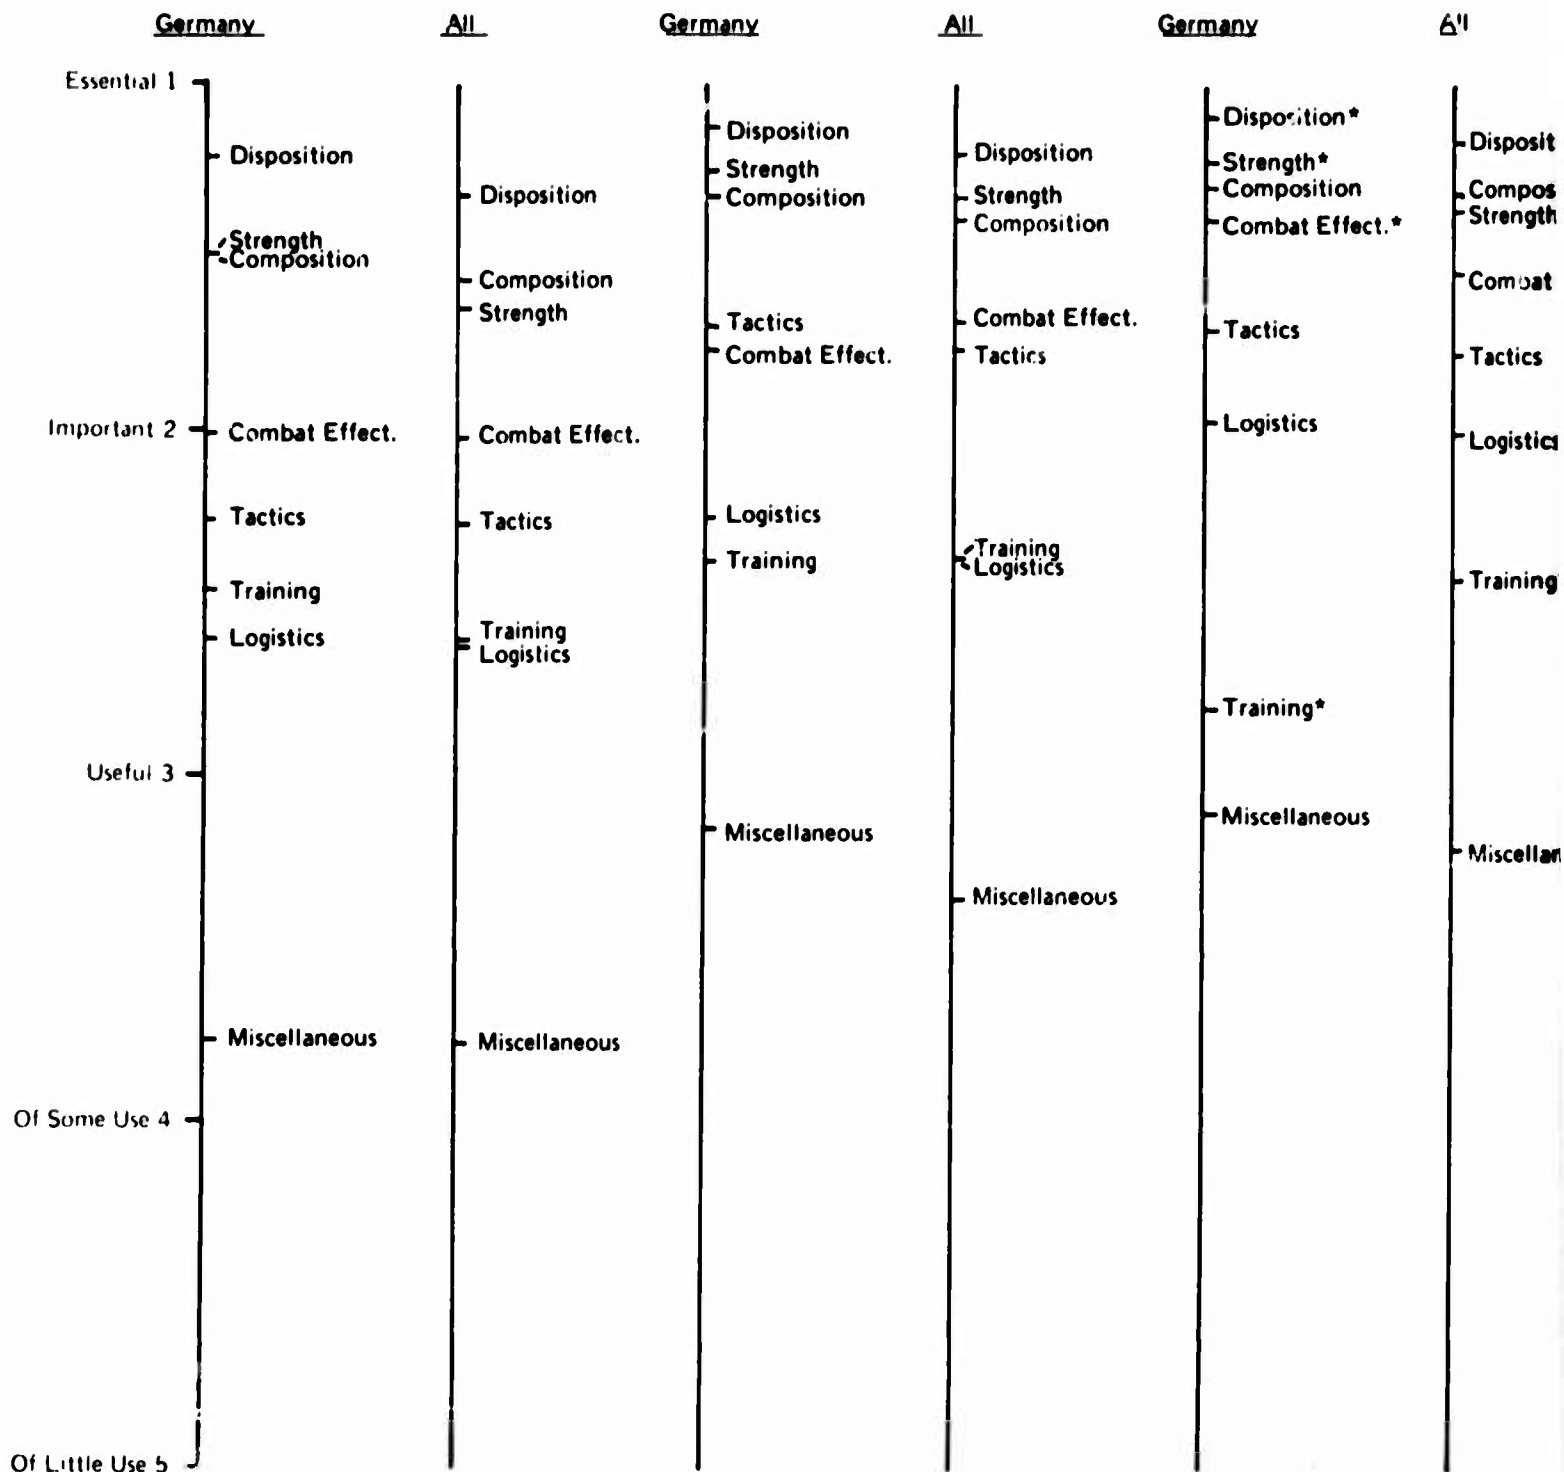 Germany All Germany All Germany All
Essential 1
Disposition
Strength
Composition
Combat Effect.
Tactics
Training
Logistics
Miscellaneous
Important 2
Useful 3
Of Some Use 4
Of Little Use 5
Disposition
Composition
Strength
Combat Effect.
Tactics
Training
Logistics
Miscellaneous
Disposition
Strength
Composition
Tactics
Combat Effect.
Logistics
Training
Miscellaneous
Disposition
Strength
Composition
Combat Effect.
Tactics
Training
Logistics
Miscellaneous
Disposition*
Strength*
Composition
Combat Effect.*
Tactics
Logistics
Training*
Miscellaneous
Disposit
Compos
Strength
Combat
Tactics
Logistics
Training
Miscellan